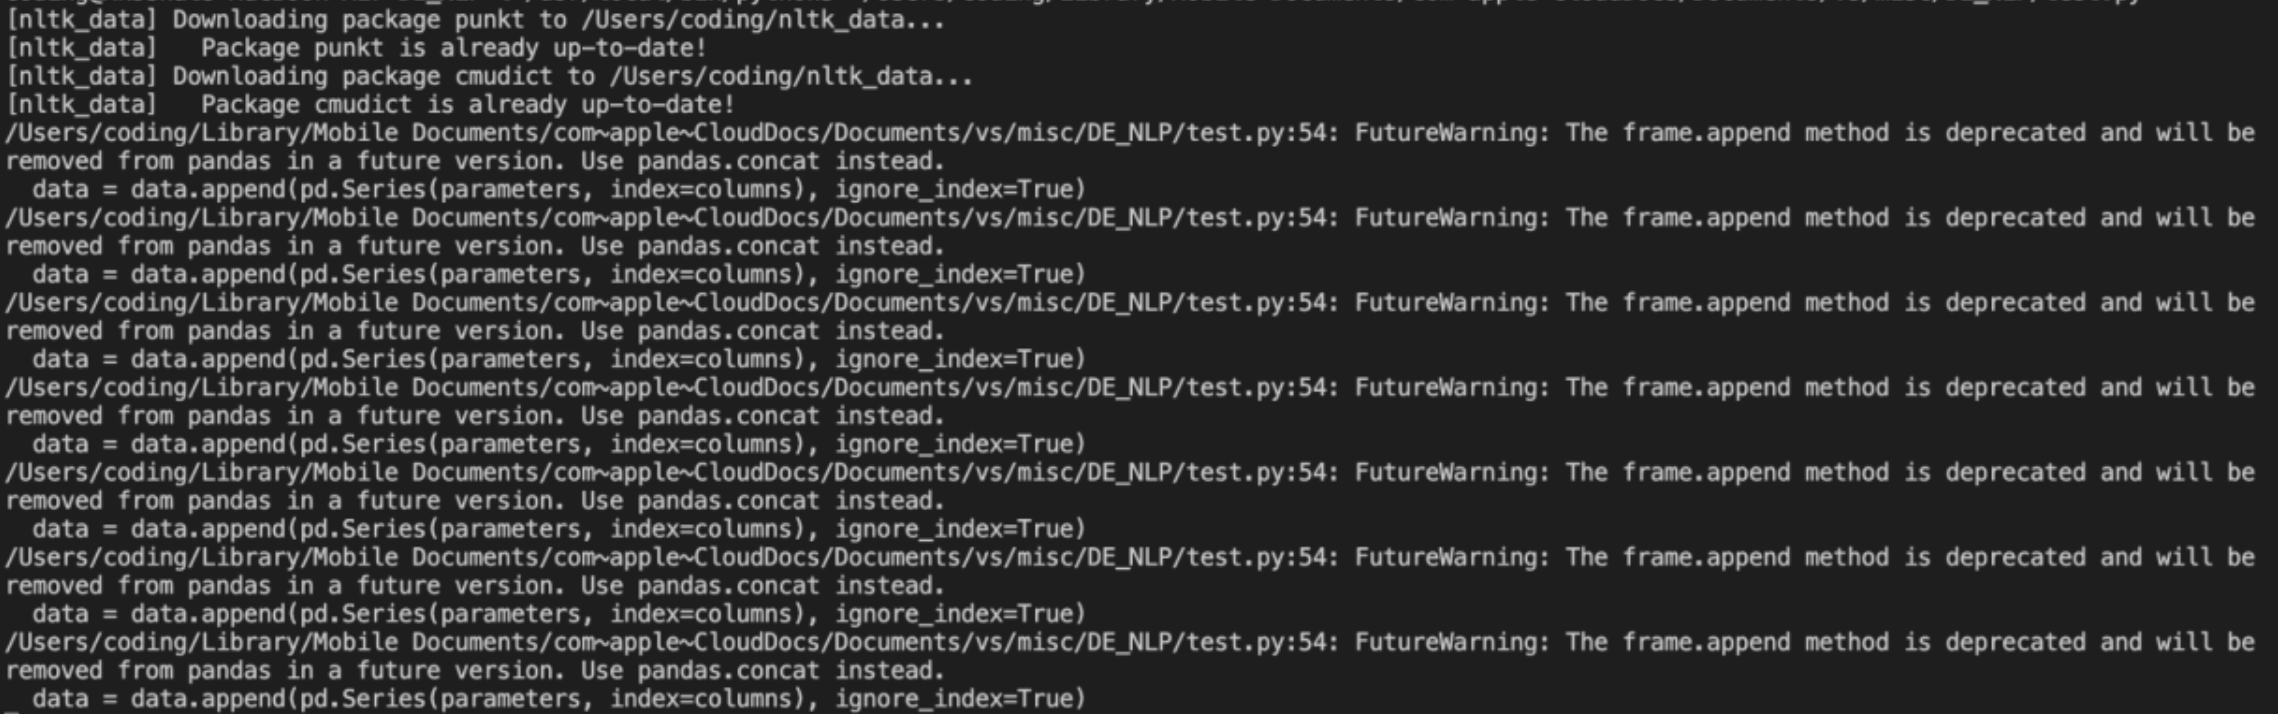 [nltk_data] Downloading package punkt to /Users/coding/nltk_data...
[nltk_data]   Package punkt is already up-to-date!
[nltk_data] Downloading package cmudict to /Users/coding/nltk_data...
[nltk_data]   Package cmudict is already up-to-date!
/Users/coding/Library/Mobile Documents/com~apple~CloudDocs/Documents/vs/misc/DE_NLP/test.py:54: FutureWarning: The frame.append method is deprecated and will be
removed from pandas in a future version. Use pandas.concat instead.
  data = data.append(pd.Series(parameters, index=columns), ignore_index=True)
/Users/coding/Library/Mobile Documents/com~apple~CloudDocs/Documents/vs/misc/DE_NLP/test.py:54: FutureWarning: The frame.append method is deprecated and will be
removed from pandas in a future version. Use pandas.concat instead.
  data = data.append(pd.Series(parameters, index=columns), ignore_index=True)
/Users/coding/Library/Mobile Documents/com~apple~CloudDocs/Documents/vs/misc/DE_NLP/test.py:54: FutureWarning: The frame.append method is deprecated and will be
removed from pandas in a future version. Use pandas.concat instead.
  data = data.append(pd.Series(parameters, index=columns), ignore_index=True)
/Users/coding/Library/Mobile Documents/com~apple~CloudDocs/Documents/vs/misc/DE_NLP/test.py:54: FutureWarning: The frame.append method is deprecated and will be
removed from pandas in a future version. Use pandas.concat instead.
  data = data.append(pd.Series(parameters, index=columns), ignore_index=True)
/Users/coding/Library/Mobile Documents/com~apple~CloudDocs/Documents/vs/misc/DE_NLP/test.py:54: FutureWarning: The frame.append method is deprecated and will be
removed from pandas in a future version. Use pandas.concat instead.
  data = data.append(pd.Series(parameters, index=columns), ignore_index=True)
/Users/coding/Library/Mobile Documents/com~apple~CloudDocs/Documents/vs/misc/DE_NLP/test.py:54: FutureWarning: The frame.append method is deprecated and will be
removed from pandas in a future version. Use pandas.concat instead.
  data = data.append(pd.Series(parameters, index=columns), ignore_index=True)
/Users/coding/Library/Mobile Documents/com~apple~CloudDocs/Documents/vs/misc/DE_NLP/test.py:54: FutureWarning: The frame.append method is deprecated and will be
removed from pandas in a future version. Use pandas.concat instead.
  data = data.append(pd.Series(parameters, index=columns), ignore_index=True)